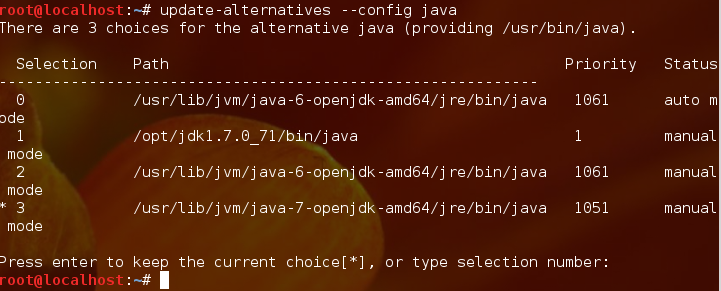 root@localhost:~# update-alternatives --config java
There are 3 choices for the alternative java (providing /usr/bin/java).
  Selection    Path                                            Priority   Status
------------------------------------------------------------
  0            /usr/lib/jvm/java-6-openjdk-amd64/jre/bin/java   1061      auto m
ode
  1            /opt/jdk1.7.0_71/bin/java                        1         manual
 mode
  2            /usr/lib/jvm/java-6-openjdk-amd64/jre/bin/java   1061      manual
 mode
* 3            /usr/lib/jvm/java-7-openjdk-amd64/jre/bin/java   1051      manual
 mode
Press enter to keep the current choice[*], or type selection number:
root@localhost:~#